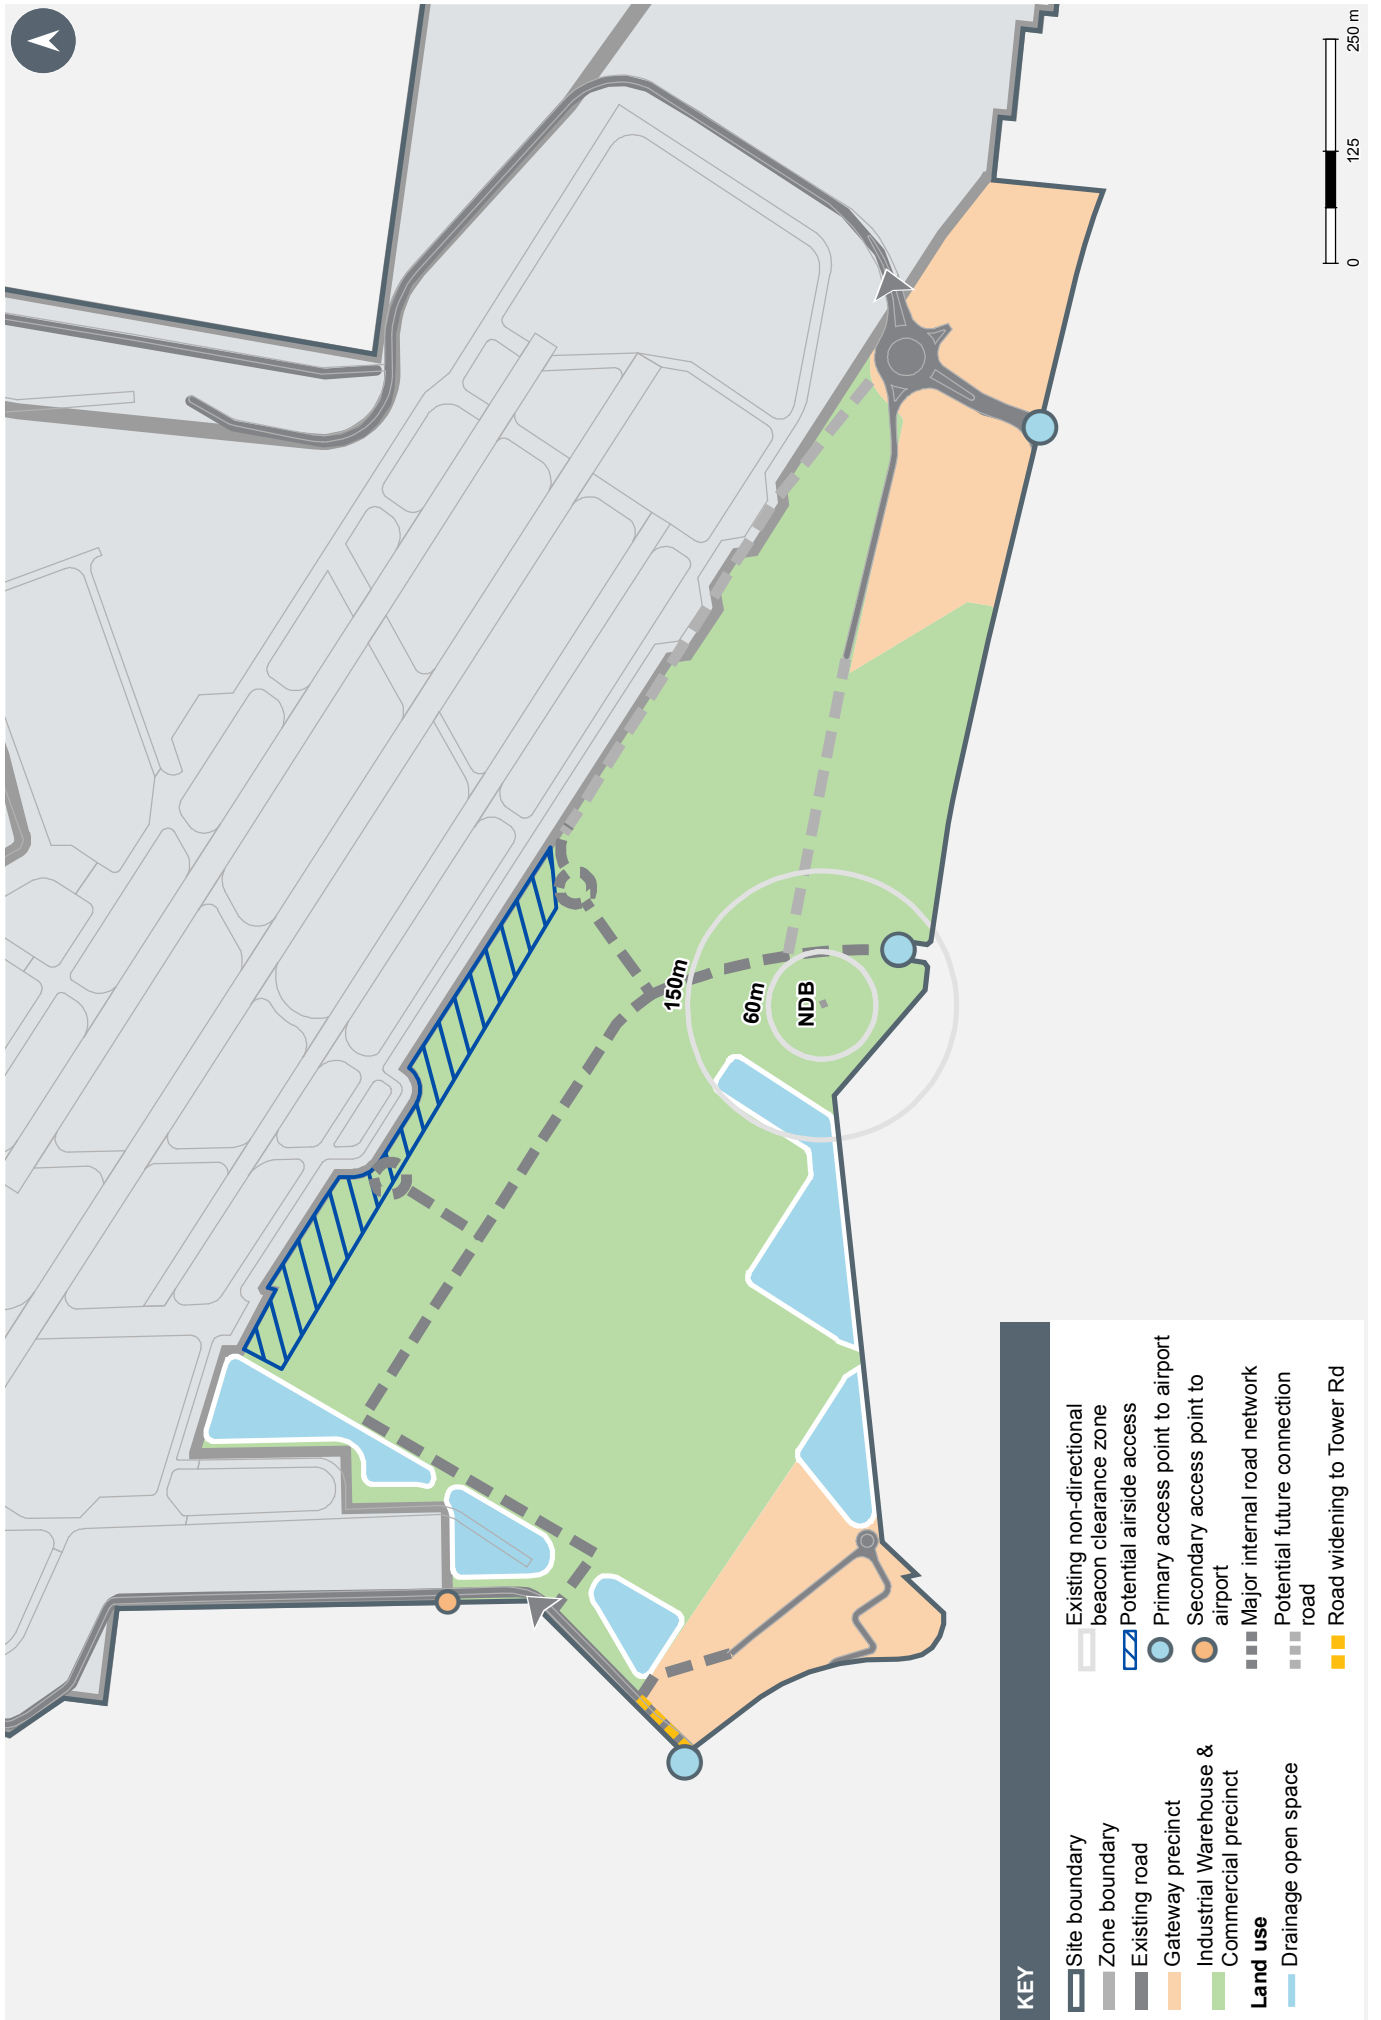 150m
60m
NDB
0
125
250 m
KEY
Site boundary
Zone boundary
Existing road
Gateway precinct
Industrial Warehouse &
Commercial precinct
Land use
Drainage open space
Existing non-directional
beacon clearance zone
Potential airside access
Primary access point to airport
Secondary access point to
airport
Major internal road network
Potential future connection
road
Road widening to Tower Rd